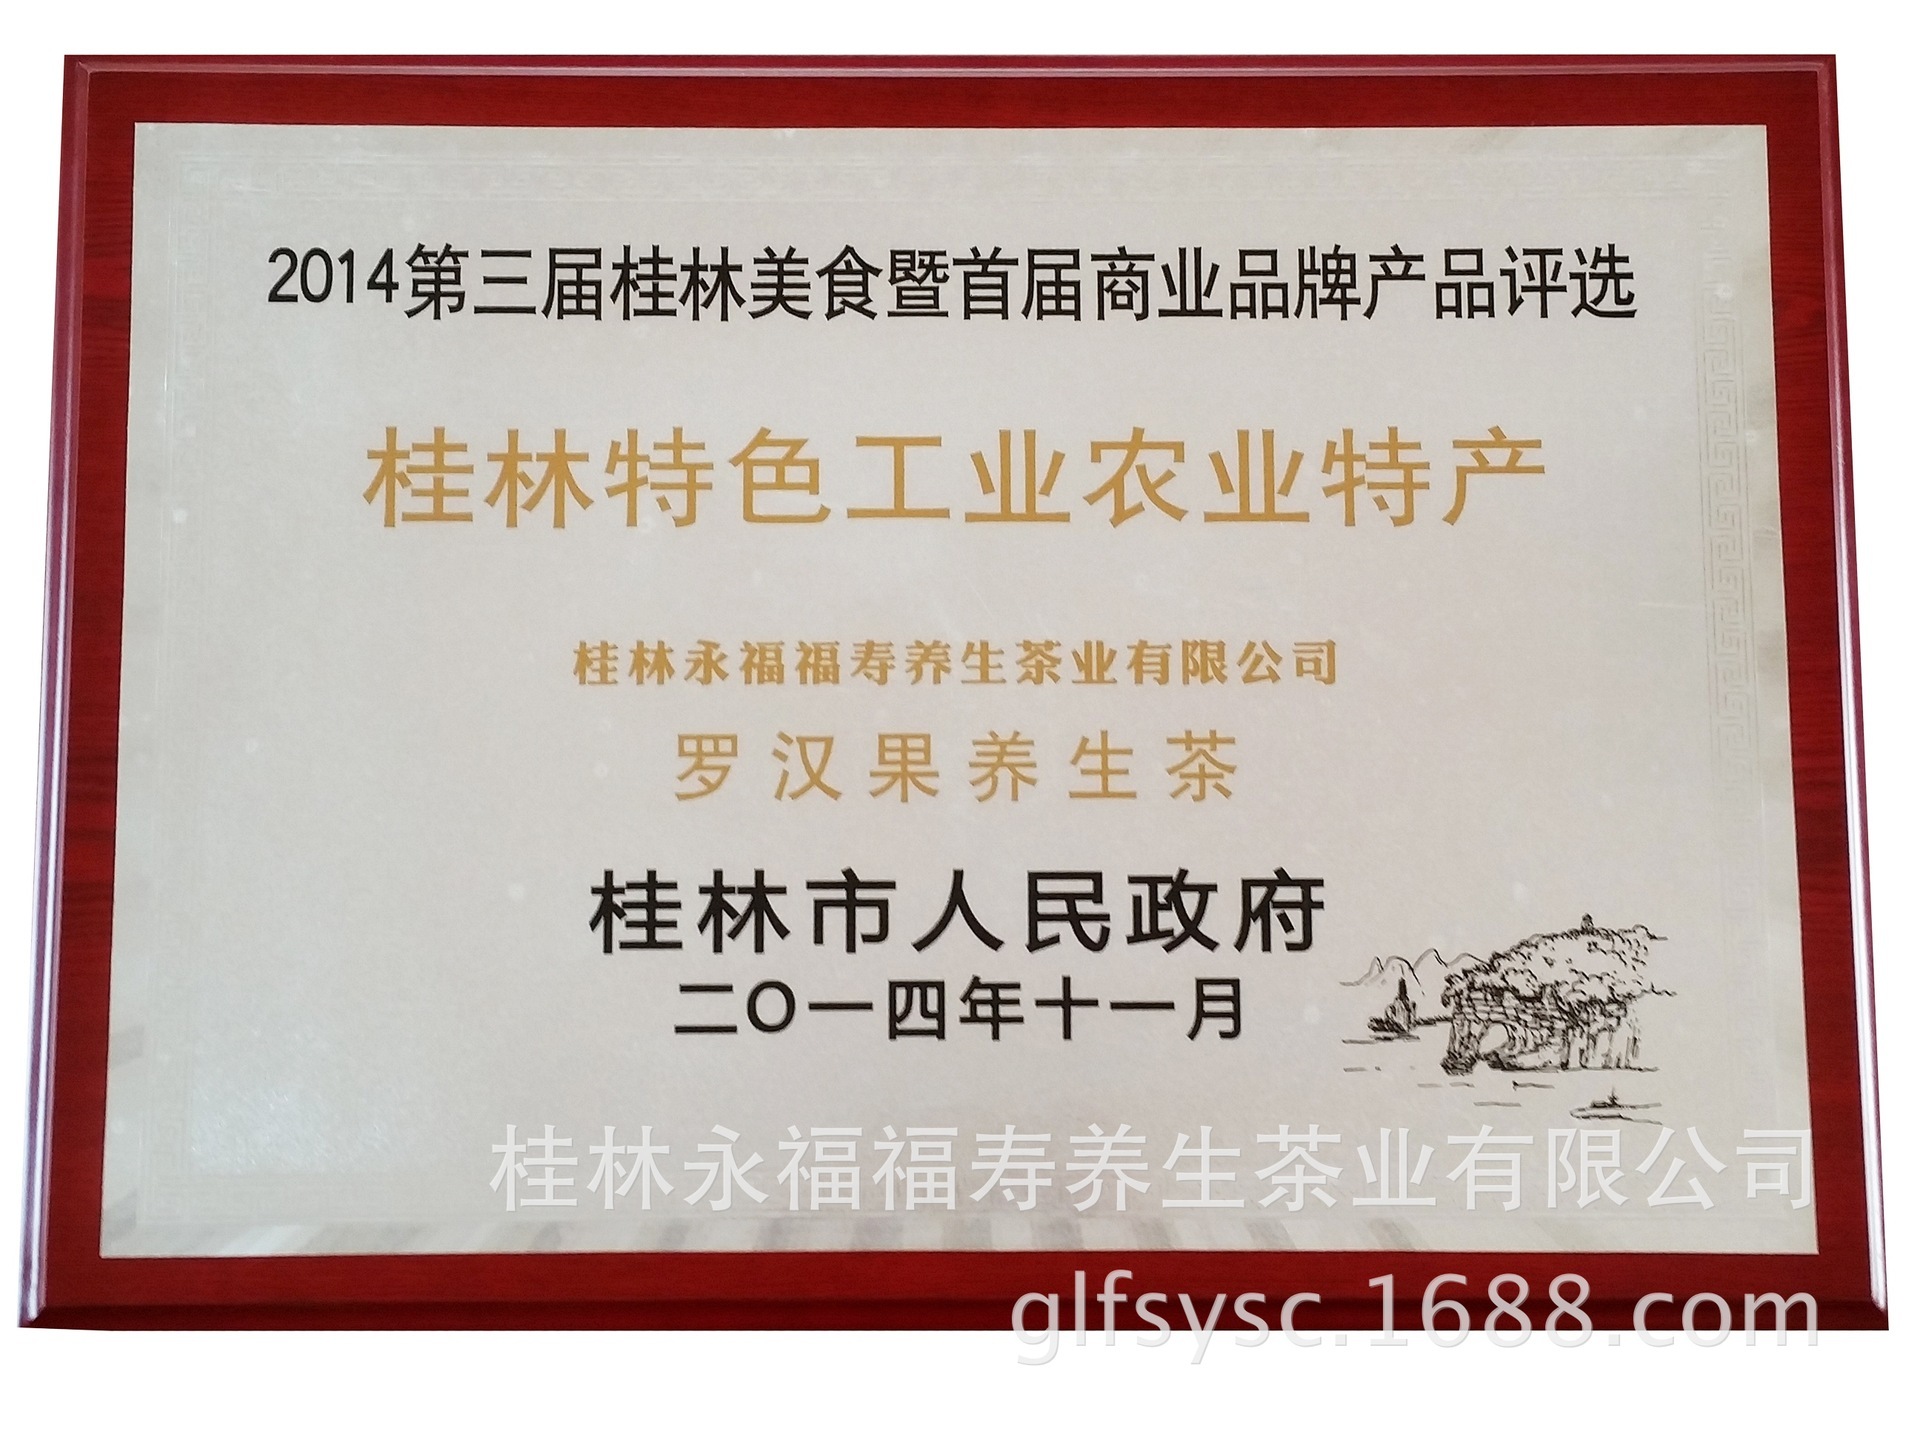 2014第三届桂林美食暨首届商业品牌产品评选
桂林特色工业农业特产
桂林永福福寿养生茶业有限公司
罗汉果养生茶
桂林市人民政府
二〇一四年十一月
桂林永福福寿养生茶业有限公司
glfsysc.1688.com